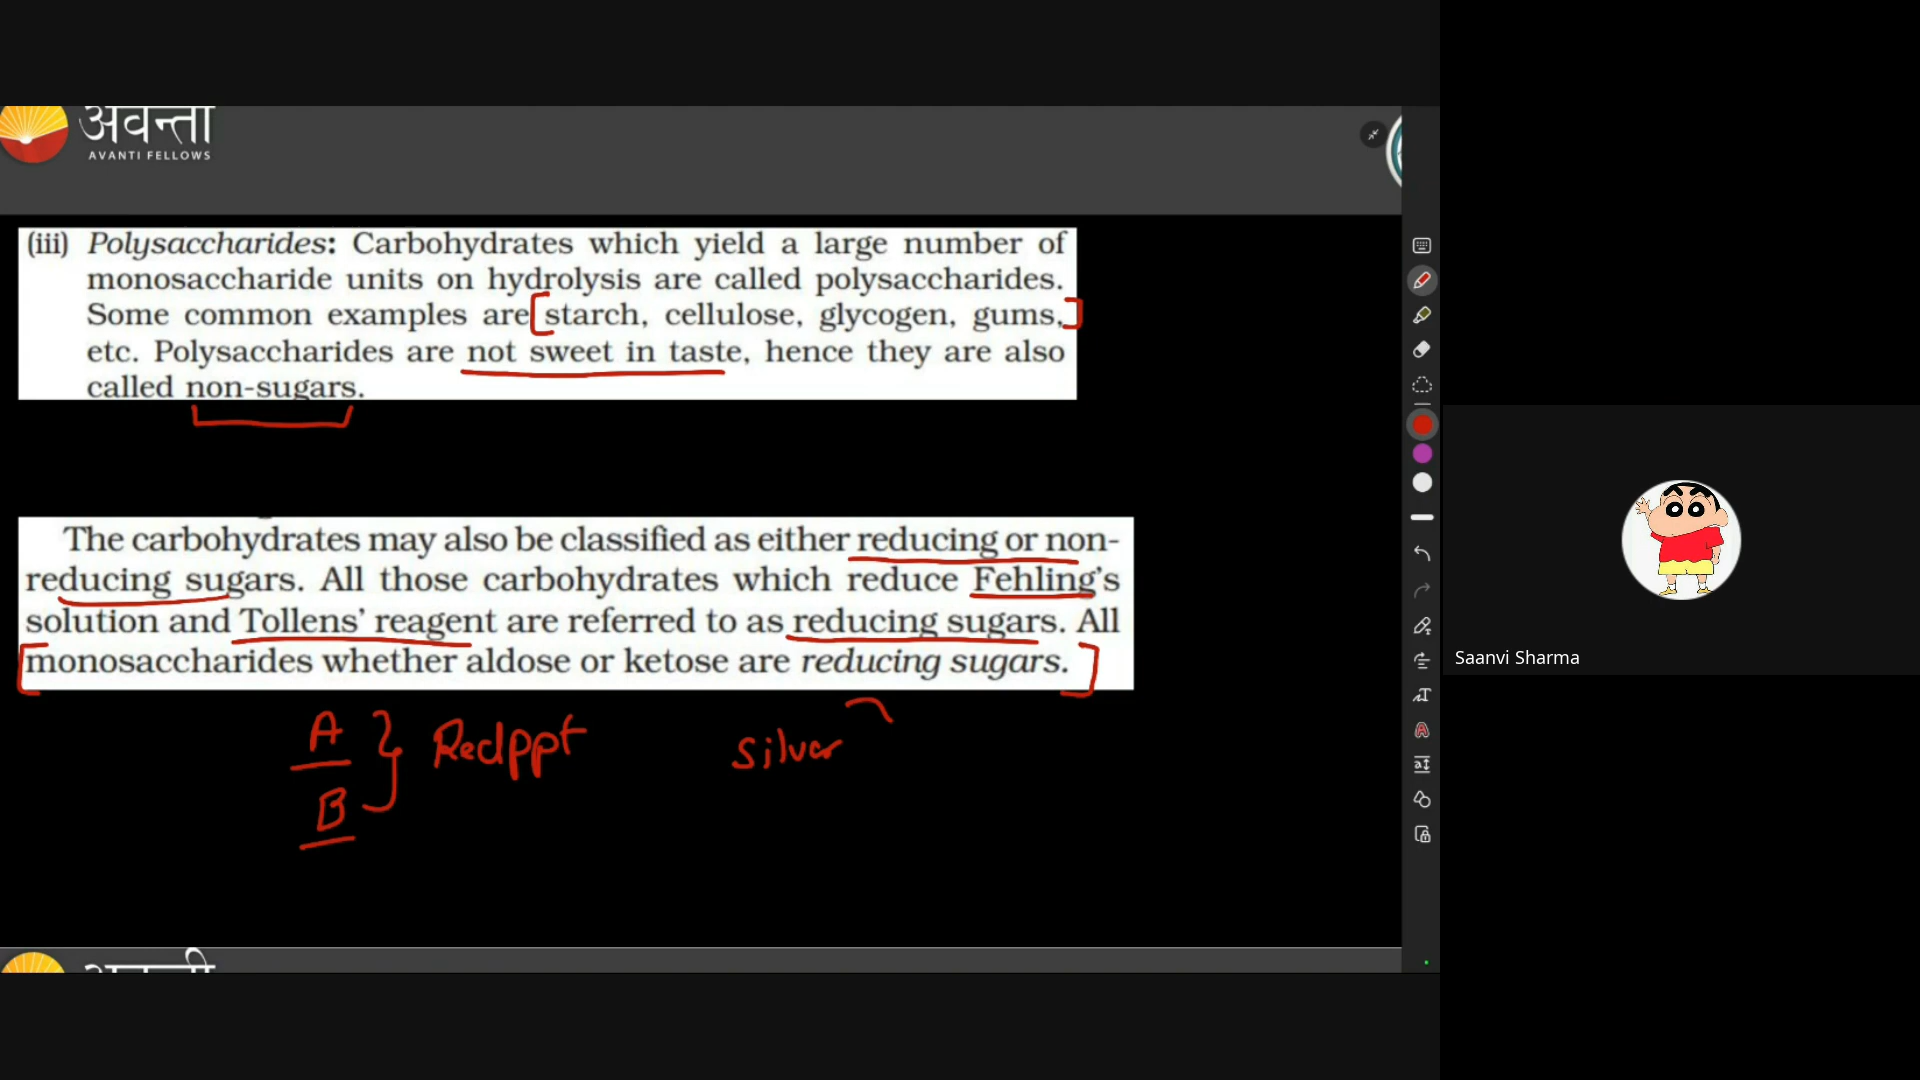 अवन्ती
AVANTI FELLOWS
(iii) Polysaccharides: Carbohydrates which yield a large number of
monosaccharide units on hydrolysis are called polysaccharides.
Some common examples are starch, cellulose, glycogen, gums,
etc. Polysaccharides are not sweet in taste, hence they are also
called non-sugars.
The carbohydrates may also be classified as either reducing or non-
reducing sugars. All those carbohydrates which reduce Fehling's
solution and Tollens' reagent are referred to as reducing sugars. All
monosaccharides whether aldose or ketose are reducing sugars.
A
B
Red ppt
Silver
Saanvi Sharma
अवन्ती